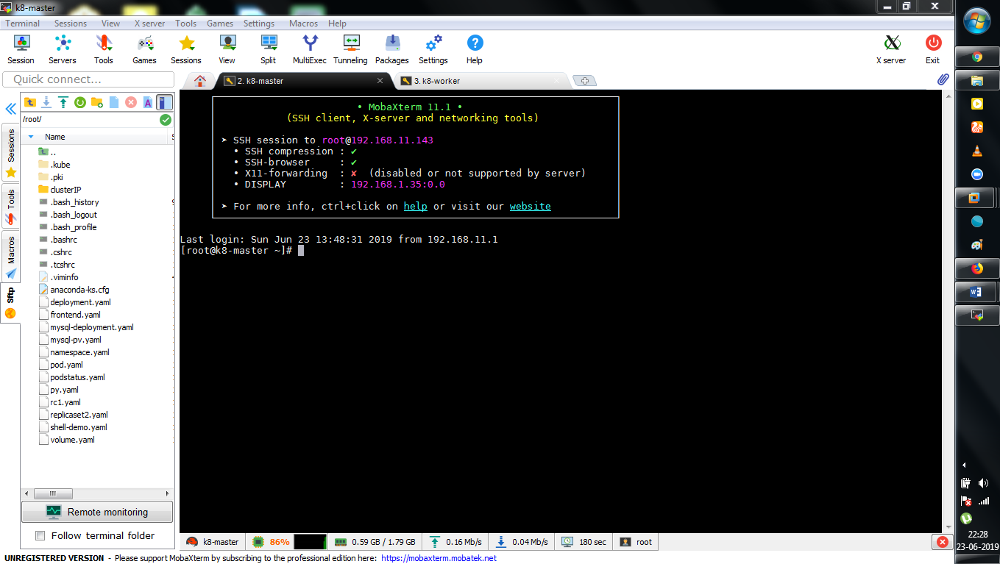 k8-master
Terminal Sessions View X server Tools Games Settings Macros Help
Session Servers Tools Games Sessions View Split MultiExec Tunneling Packages Settings Help X server Exit
Quick connect...
2. k8-master
3. k8-worker
Sessions
Tools
Macros
Sftp
/root/
Name
..
.kube
.pki
clusterIP
.bash_history
.bash_logout
.bash_profile
.bashrc
.cshrc
.tcshrc
.viminfo
anaconda-ks.cfg
deployment.yaml
frontend.yaml
mysql-deployment.yaml
mysql-pv.yaml
namespace.yaml
pod.yaml
podstatus.yaml
py.yaml
rc1.yaml
replicaset2.yaml
shell-demo.yaml
volume.yaml
Remote monitoring
Follow terminal folder
• MobaXterm 11.1 •
(SSH client, X-server and networking tools)
➤ SSH session to root@192.168.11.143
• SSH compression : ✔
• SSH-browser : ✔
• X11-forwarding : ✘ (disabled or not supported by server)
• DISPLAY : 192.168.1.35:0.0
➤ For more info, ctrl+click on help or visit our website
Last login: Sun Jun 23 13:48:31 2019 from 192.168.11.1
[root@k8-master ~]#
k8-master 86% 0.59 GB / 1.79 GB 0.16 Mb/s 0.04 Mb/s 180 sec root
UNREGISTERED VERSION - Please support MobaXterm by subscribing to the professional edition here: https://mobaxterm.mobatek.net
22:28
23-06-2019